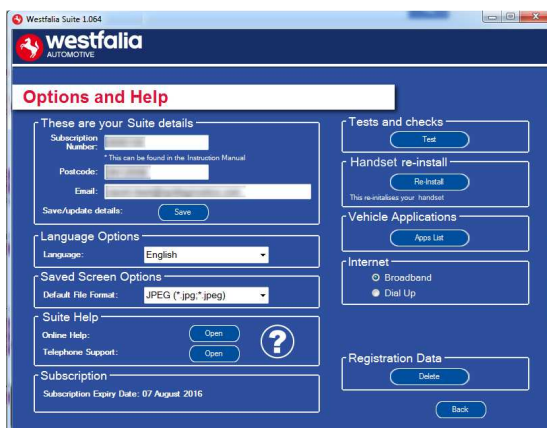 Westfalia Suite 1.064
westfalia
AUTOMOTIVE
Options and Help
These are your Suite details
Subscription Number:
* This can be found in the Instruction Manual
Postcode:
Email:
Save/update details:
Save
Language Options
Language:
English
Saved Screen Options
Default File Format:
JPEG (*.jpg;*.jpeg)
Suite Help
Online Help:
Open
Telephone Support:
Open
?
Subscription
Subscription Expiry Date: 07 August 2016
Tests and checks
Test
Handset re-install
Re-Install
This re-initialises your handset
Vehicle Applications
Apps List
Internet
Broadband
Dial Up
Registration Data
Delete
Back